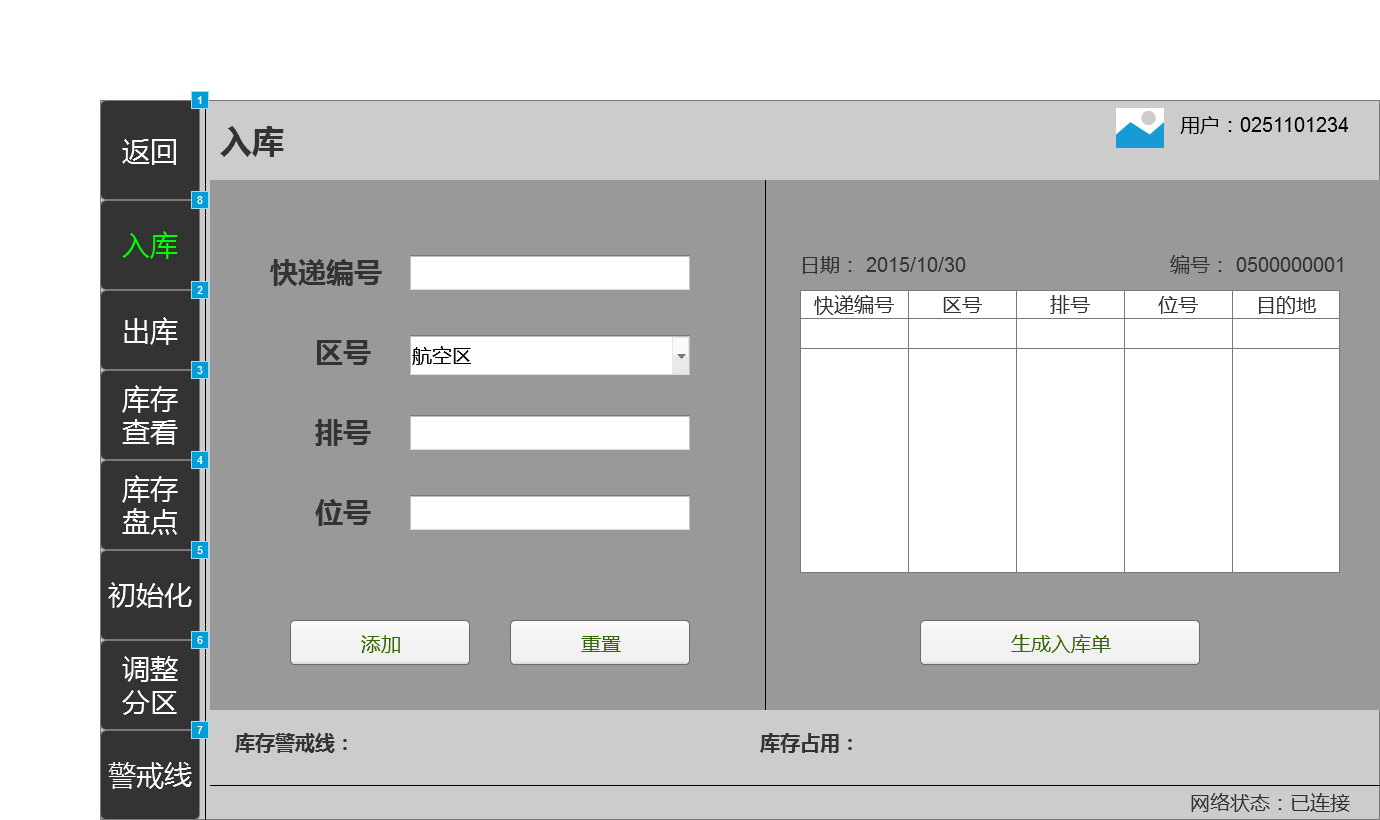 1
返回
8
入库
2
出库
3
库存
查看
4
库存
盘点
5
初始化
6
调整
分区
7
警戒线
入库
用户：0251101234
快递编号
区号
航空区
排号
位号
添加
重置
日期： 2015/10/30
编号： 0500000001
快递编号 区号 排号 位号 目的地
生成入库单
库存警戒线：
库存占用：
网络状态：已连接